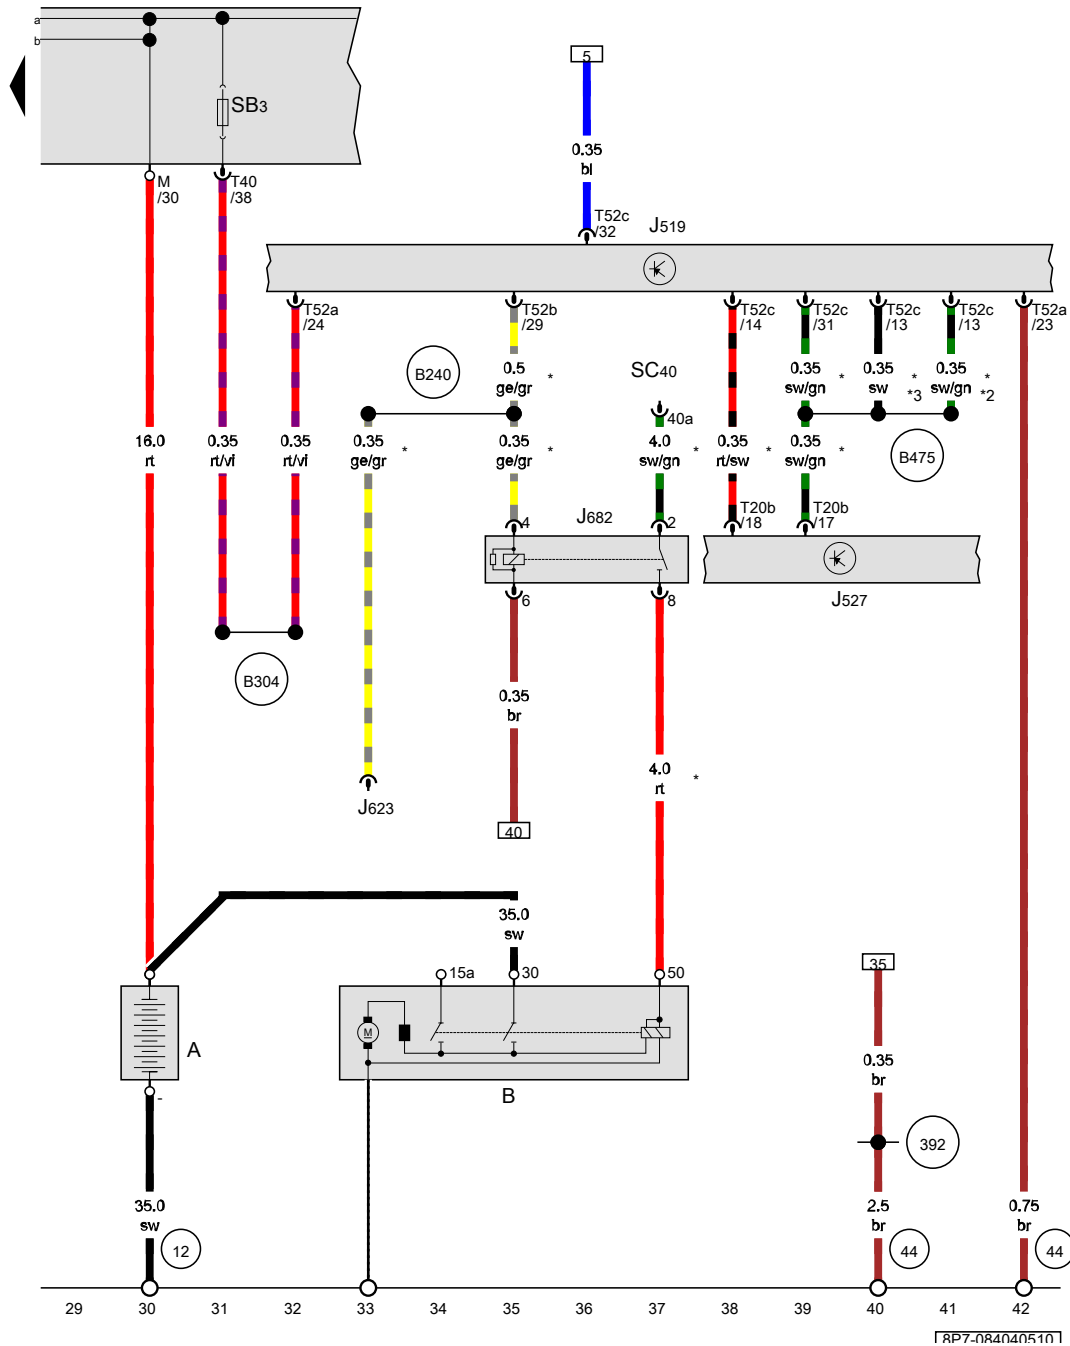 a
b
SB3
5
0.35
bl
M
/30
T40
/38
T52c
/32
J519
T52a
/24
T52b
/29
T52c
/14
T52c
/31
T52c
/13
T52c
/13
T52a
/23
B240
0.5
ge/gr *
SC40
40a
0.35
sw/gn *
0.35
sw *
*3
0.35
sw/gn *
*2
16.0
rt
0.35
rt/vi
0.35
rt/vi
0.35
ge/gr *
0.35
ge/gr *
4.0
sw/gn *
0.35
rt/sw *
0.35
sw/gn *
B475
4
J682
2
T20b
/18
T20b
/17
6
8
J527
B304
0.35
br
4.0
rt *
J623
40
35.0
sw
15a
30
50
35
M
A
B
-
0.35
br
392
35.0
sw
12
2.5
br
44
0.75
br
44
29 30 31 32 33 34 35 36 37 38 39 40 41 42
8P7-084040510